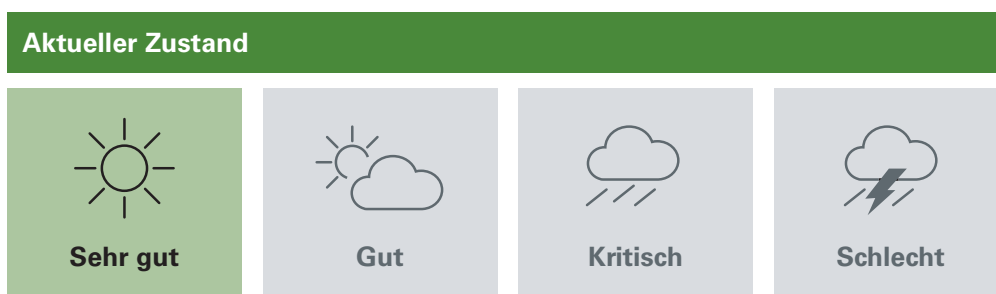 Aktueller Zustand
Sehr gut
Gut
Kritisch
Schlecht